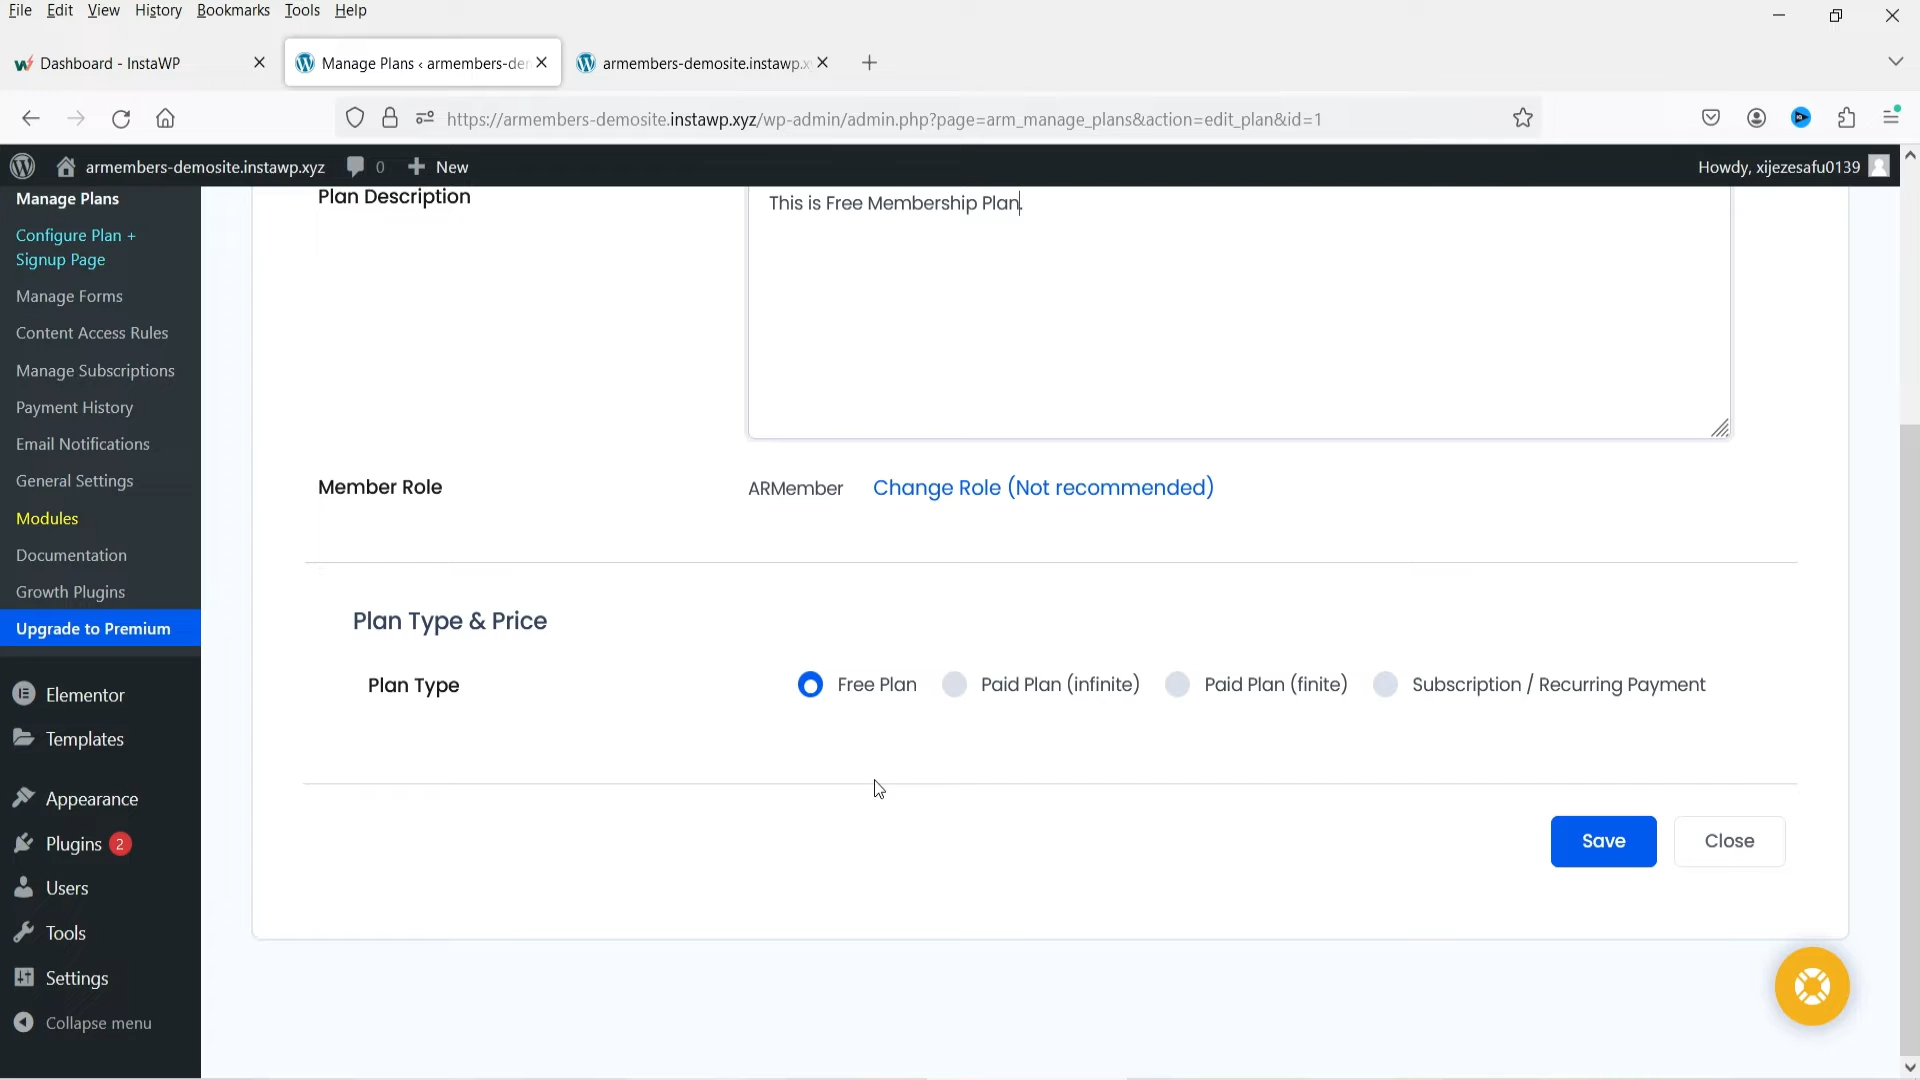 File Edit View History Bookmarks Tools Help
Dashboard - InstaWP
Manage Plans ‹ armembers-de
armembers-demosite.instawp.x
https://armembers-demosite.instawp.xyz/wp-admin/admin.php?page=arm_manage_plans&action=edit_plan&id=1
armembers-demosite.instawp.xyz 0 New Howdy, xijezesafu0139
Manage Plans
Configure Plan +
Signup Page
Manage Forms
Content Access Rules
Manage Subscriptions
Payment History
Email Notifications
General Settings
Modules
Documentation
Growth Plugins
Upgrade to Premium
Elementor
Templates
Appearance
Plugins 2
Users
Tools
Settings
Collapse menu
Plan Description
This is Free Membership Plan.
Member Role ARMember Change Role (Not recommended)
Plan Type & Price
Plan Type Free Plan Paid Plan (infinite) Paid Plan (finite) Subscription / Recurring Payment
Save Close